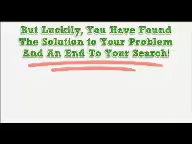 But Luckily, You Have Found
The Solution to Your Problem
And An End To Your Search!